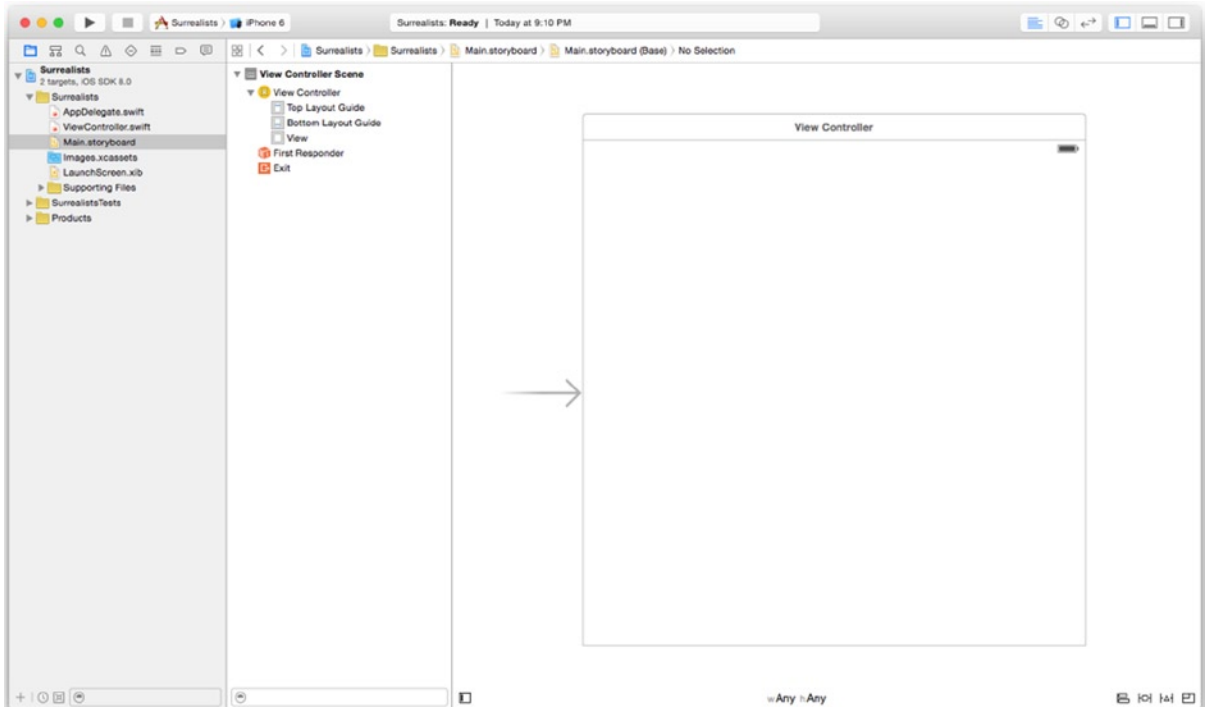 Surrealists iPhone 6
Surrealists: Ready | Today at 9:10 PM
Surrealists Surrealists Main.storyboard Main.storyboard (Base) No Selection
Surrealists
2 targets, iOS SDK 8.0
Surrealists
AppDelegate.swift
ViewController.swift
Main.storyboard
Images.xcassets
LaunchScreen.xib
Supporting Files
SurrealistsTests
Products
View Controller Scene
View Controller
Top Layout Guide
Bottom Layout Guide
View
First Responder
Exit
View Controller
wAny hAny